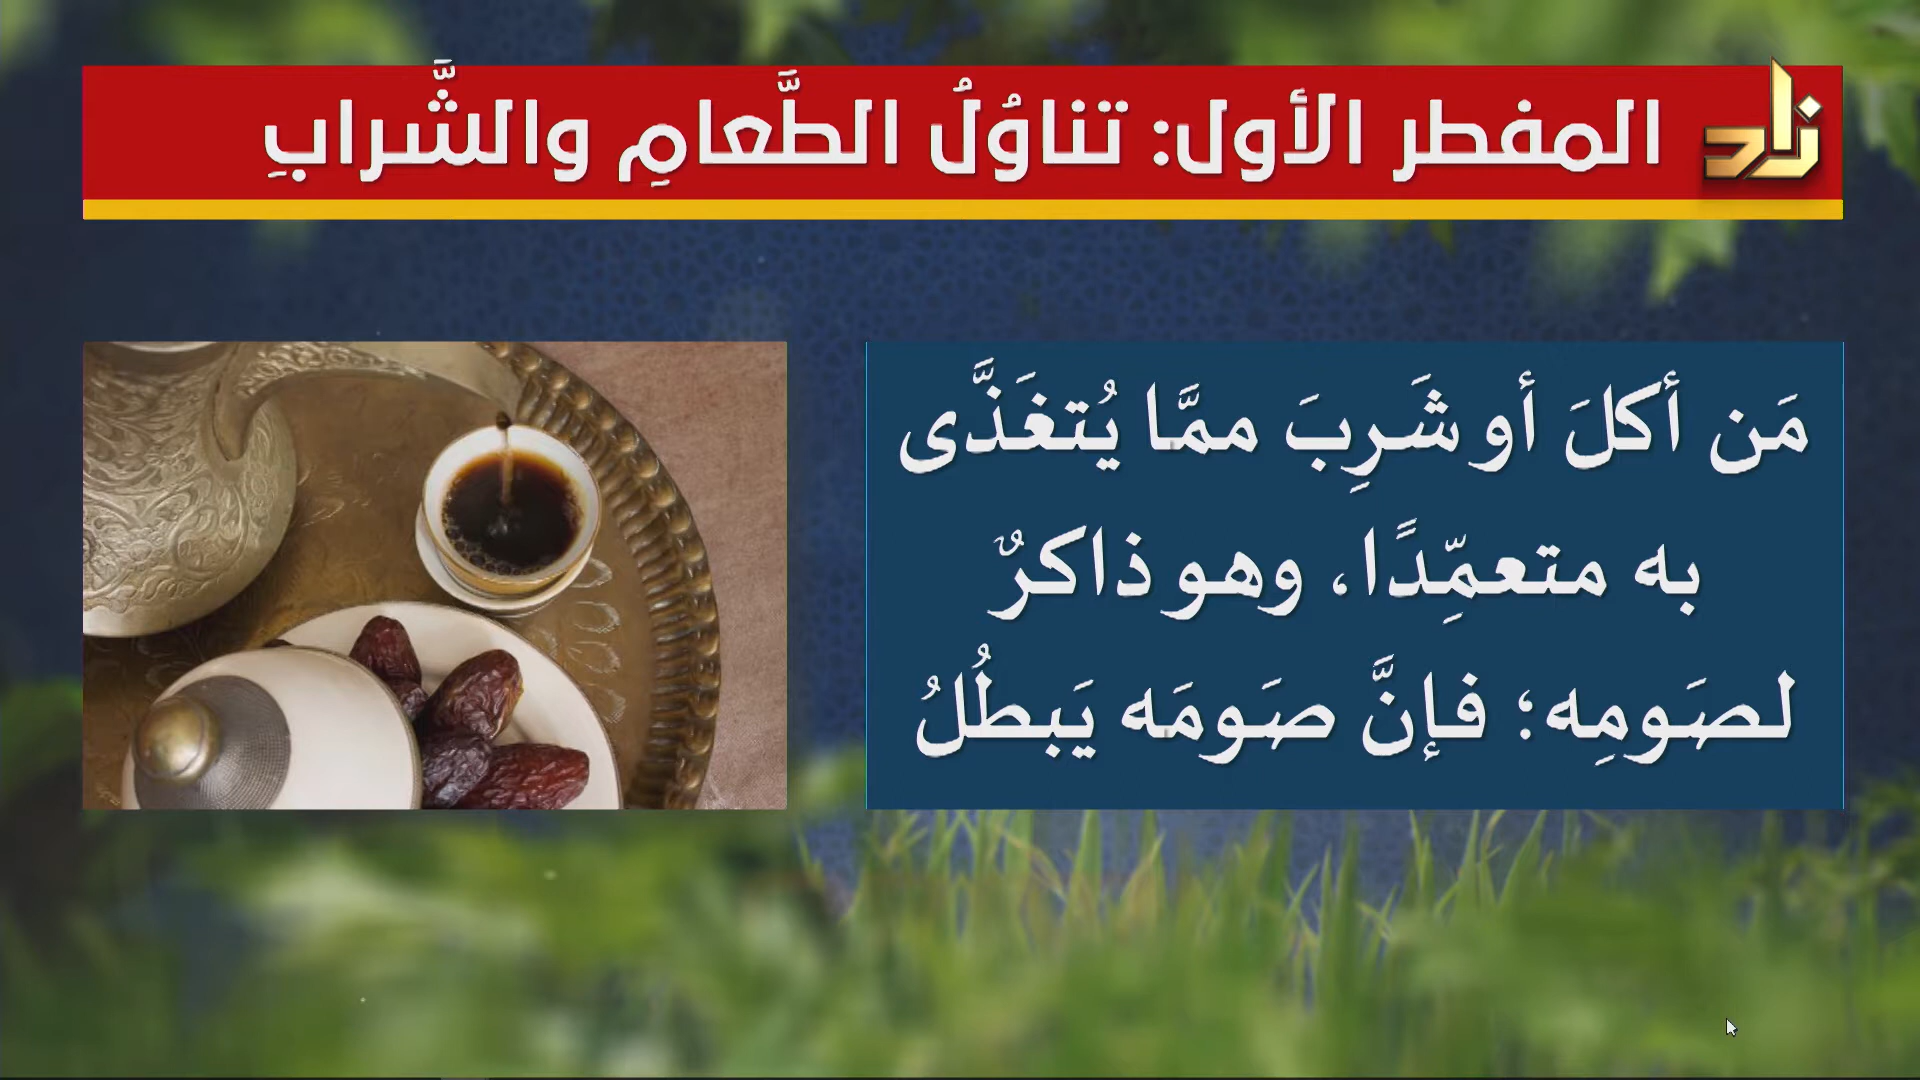 زاد
المفطر الأول: تناوُلُ الطَّعامِ والشَّرابِ
مَن أكلَ أو شَرِبَ ممَّا يُتغَذَّى
به متعمِّدًا، وهو ذاكرٌ
لصَومِه؛ فإنَّ صَومَه يَبطُلُ